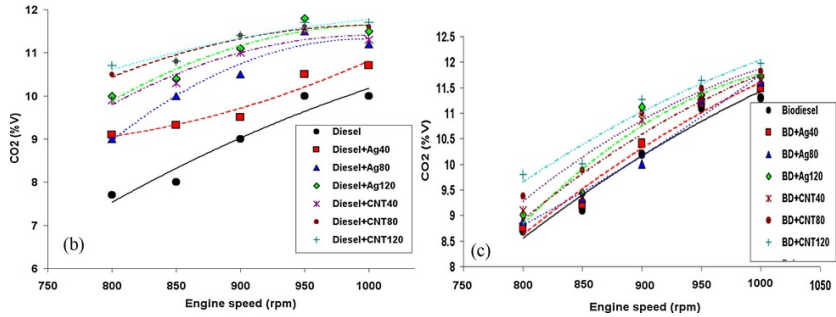 12
11
10
9
8
7
6
CO2 (% V)
750
800
850
900
950
1000
Engine speed (rpm)
(b)
Diesel
Diesel+Ag40
Diesel+Ag80
Diesel+Ag120
Diesel+CNT40
Diesel+CNT80
Diesel+CNT120
12.5
12
11.5
11
10.5
10
9.5
9
8.5
8
CO2 (% V)
750
800
850
900
950
1000
1050
Engine speed (rpm)
(c)
Biodiesel
BD+Ag40
BD+Ag80
BD+Ag120
BD+CNT40
BD+CNT80
BD+CNT120